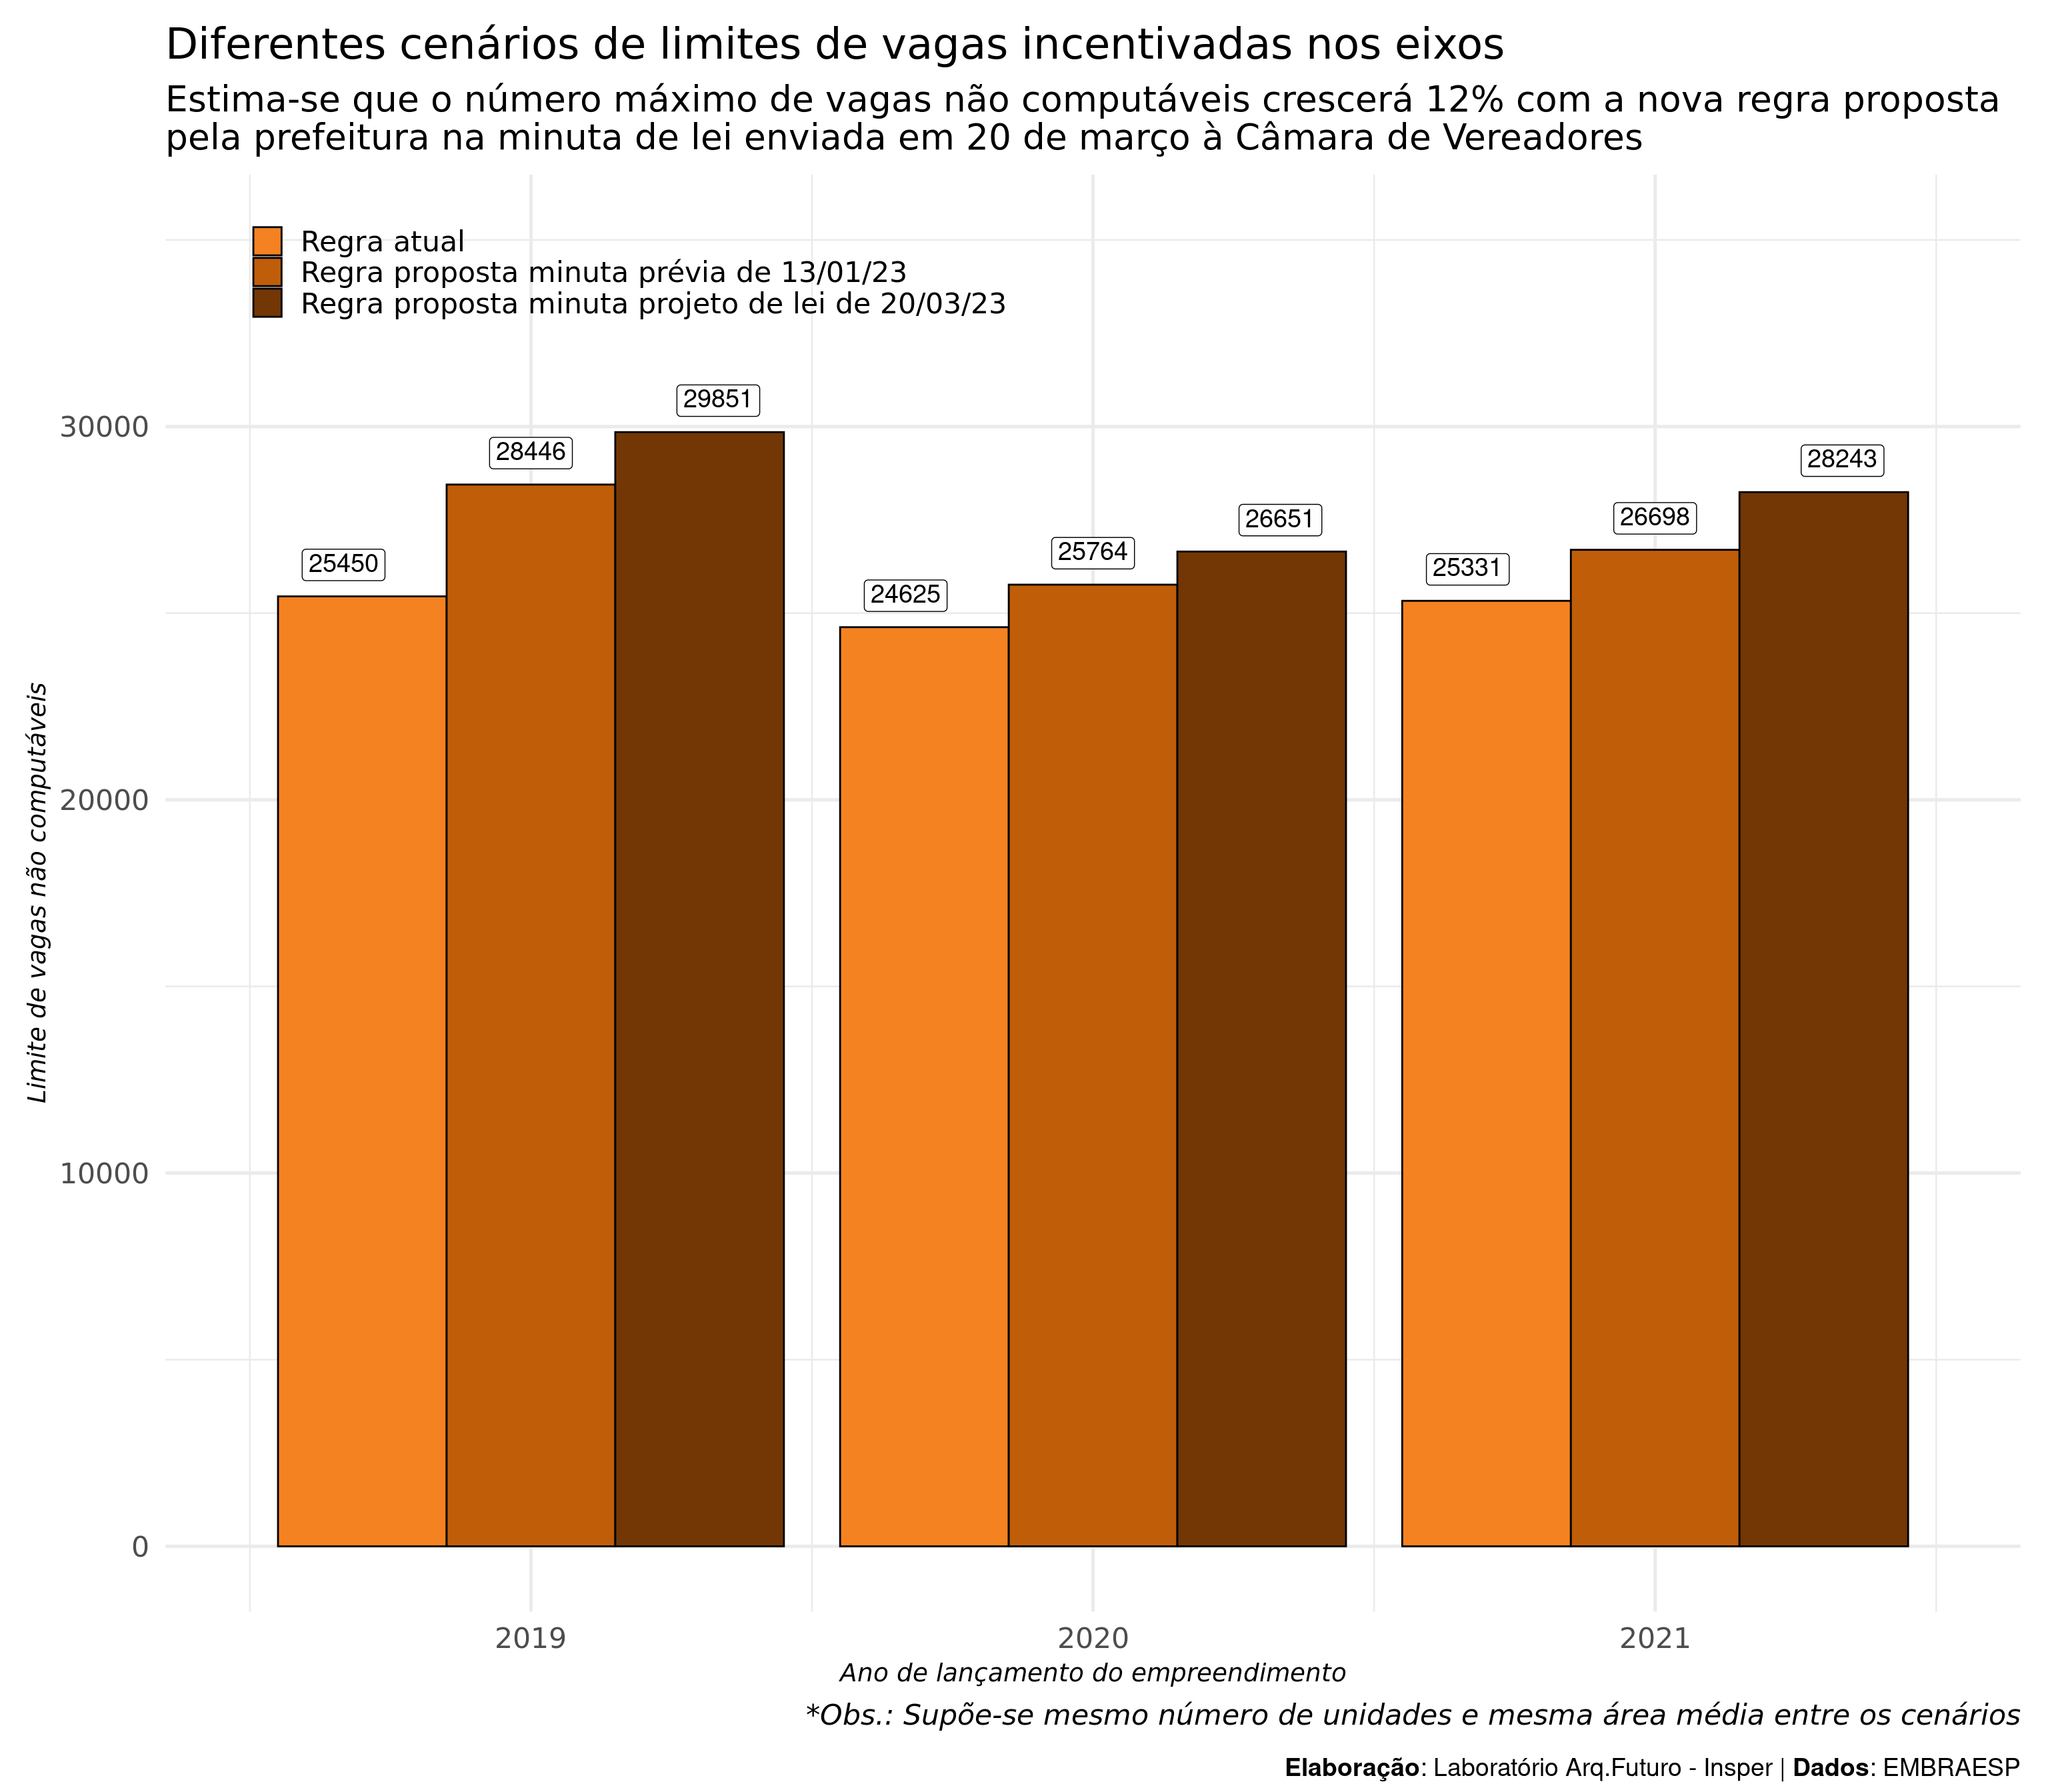 Diferentes cenários de limites de vagas incentivadas nos eixos
Estima-se que o número máximo de vagas não computáveis crescerá 12% com a nova regra proposta
pela prefeitura na minuta de lei enviada em 20 de março à Câmara de Vereadores
Regra atual
Regra proposta minuta prévia de 13/01/23
Regra proposta minuta projeto de lei de 20/03/23
Limite de vagas não computáveis
30000
20000
10000
0
25450
28446
29851
24625
25764
26651
25331
26698
28243
2019
2020
2021
Ano de lançamento do empreendimento
*Obs.: Supõe-se mesmo número de unidades e mesma área média entre os cenários
Elaboração: Laboratório Arq.Futuro - Insper | Dados: EMBRAESP